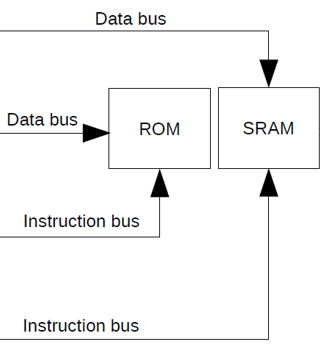 Data bus
Data bus
ROM
SRAM
Instruction bus
Instruction bus